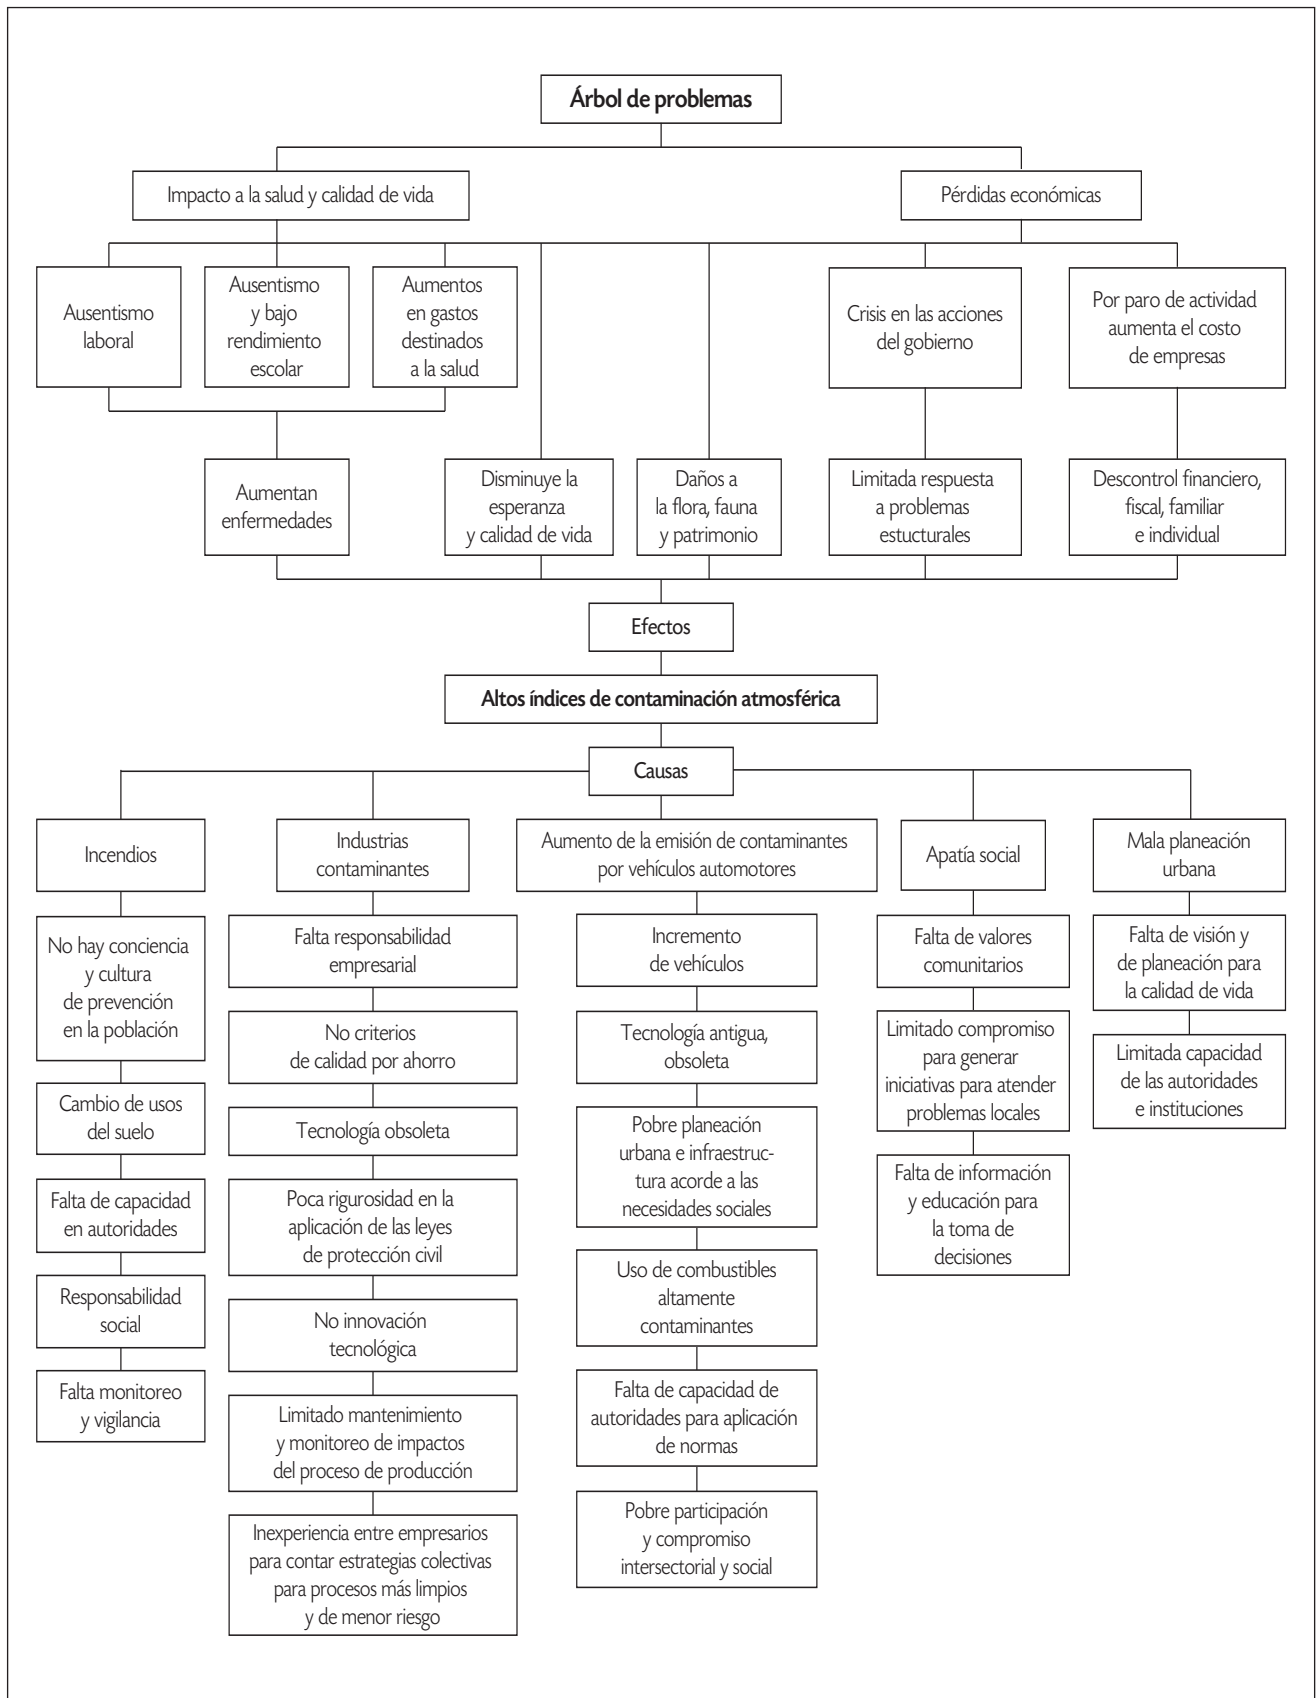 Árbol de problemas
Impacto a la salud y calidad de vida
Pérdidas económicas
Ausentismo
laboral
Ausentismo
y bajo
rendimiento
escolar
Aumentos
en gastos
destinados
a la salud
Crisis en las acciones
del gobierno
Por paro de actividad
aumenta el costo
de empresas
Aumentan
enfermedades
Disminuye la
esperanza
y calidad de vida
Daños a
la flora, fauna
y patrimonio
Limitada respuesta
a problemas
estucturales
Descontrol financiero,
fiscal, familiar
e individual
Efectos
Altos índices de contaminación atmosférica
Causas
Incendios
No hay conciencia
y cultura
de prevención
en la población
Cambio de usos
del suelo
Falta de capacidad
en autoridades
Responsabilidad
social
Falta monitoreo
y vigilancia
Industrias
contaminantes
Falta responsabilidad
empresarial
No criterios
de calidad por ahorro
Tecnología obsoleta
Poca rigurosidad en la
aplicación de las leyes
de protección civil
No innovación
tecnológica
Limitado mantenimiento
y monitoreo de impactos
del proceso de producción
Inexperiencia entre empresarios
para contar estrategias colectivas
para procesos más limpios
y de menor riesgo
Aumento de la emisión de contaminantes
por vehículos automotores
Incremento
de vehículos
Tecnología antigua,
obsoleta
Pobre planeación
urbana e infraestruc-
tura acorde a las
necesidades sociales
Uso de combustibles
altamente
contaminantes
Falta de capacidad de
autoridades para aplicación
de normas
Pobre participación
y compromiso
intersectorial y social
Apatía social
Falta de valores
comunitarios
Limitado compromiso
para generar
iniciativas para atender
problemas locales
Falta de información
y educación para
la toma de
decisiones
Mala planeación
urbana
Falta de visión y
de planeación para
la calidad de vida
Limitada capacidad
de las autoridades
e instituciones